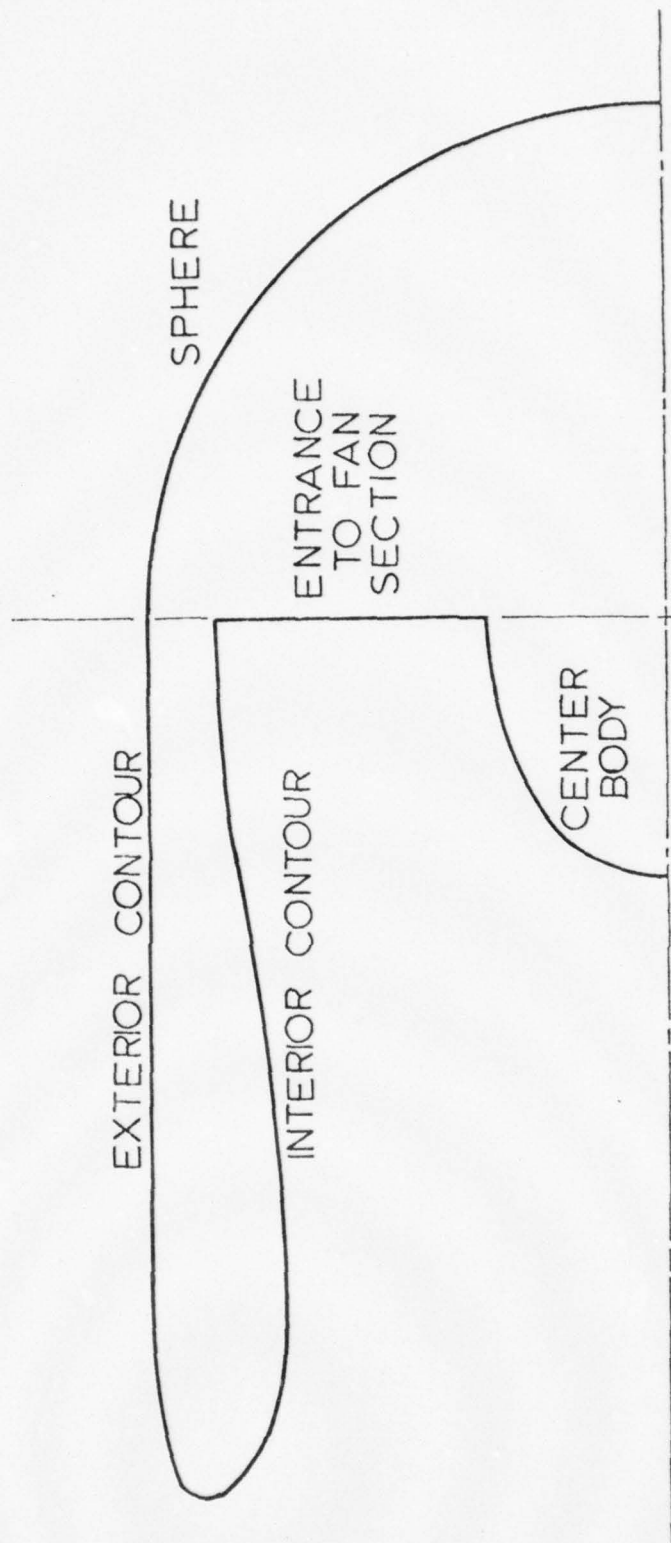 EXTERIOR CONTOUR
SPHERE
INTERIOR CONTOUR
ENTRANCE
TO FAN
SECTION
CENTER
BODY